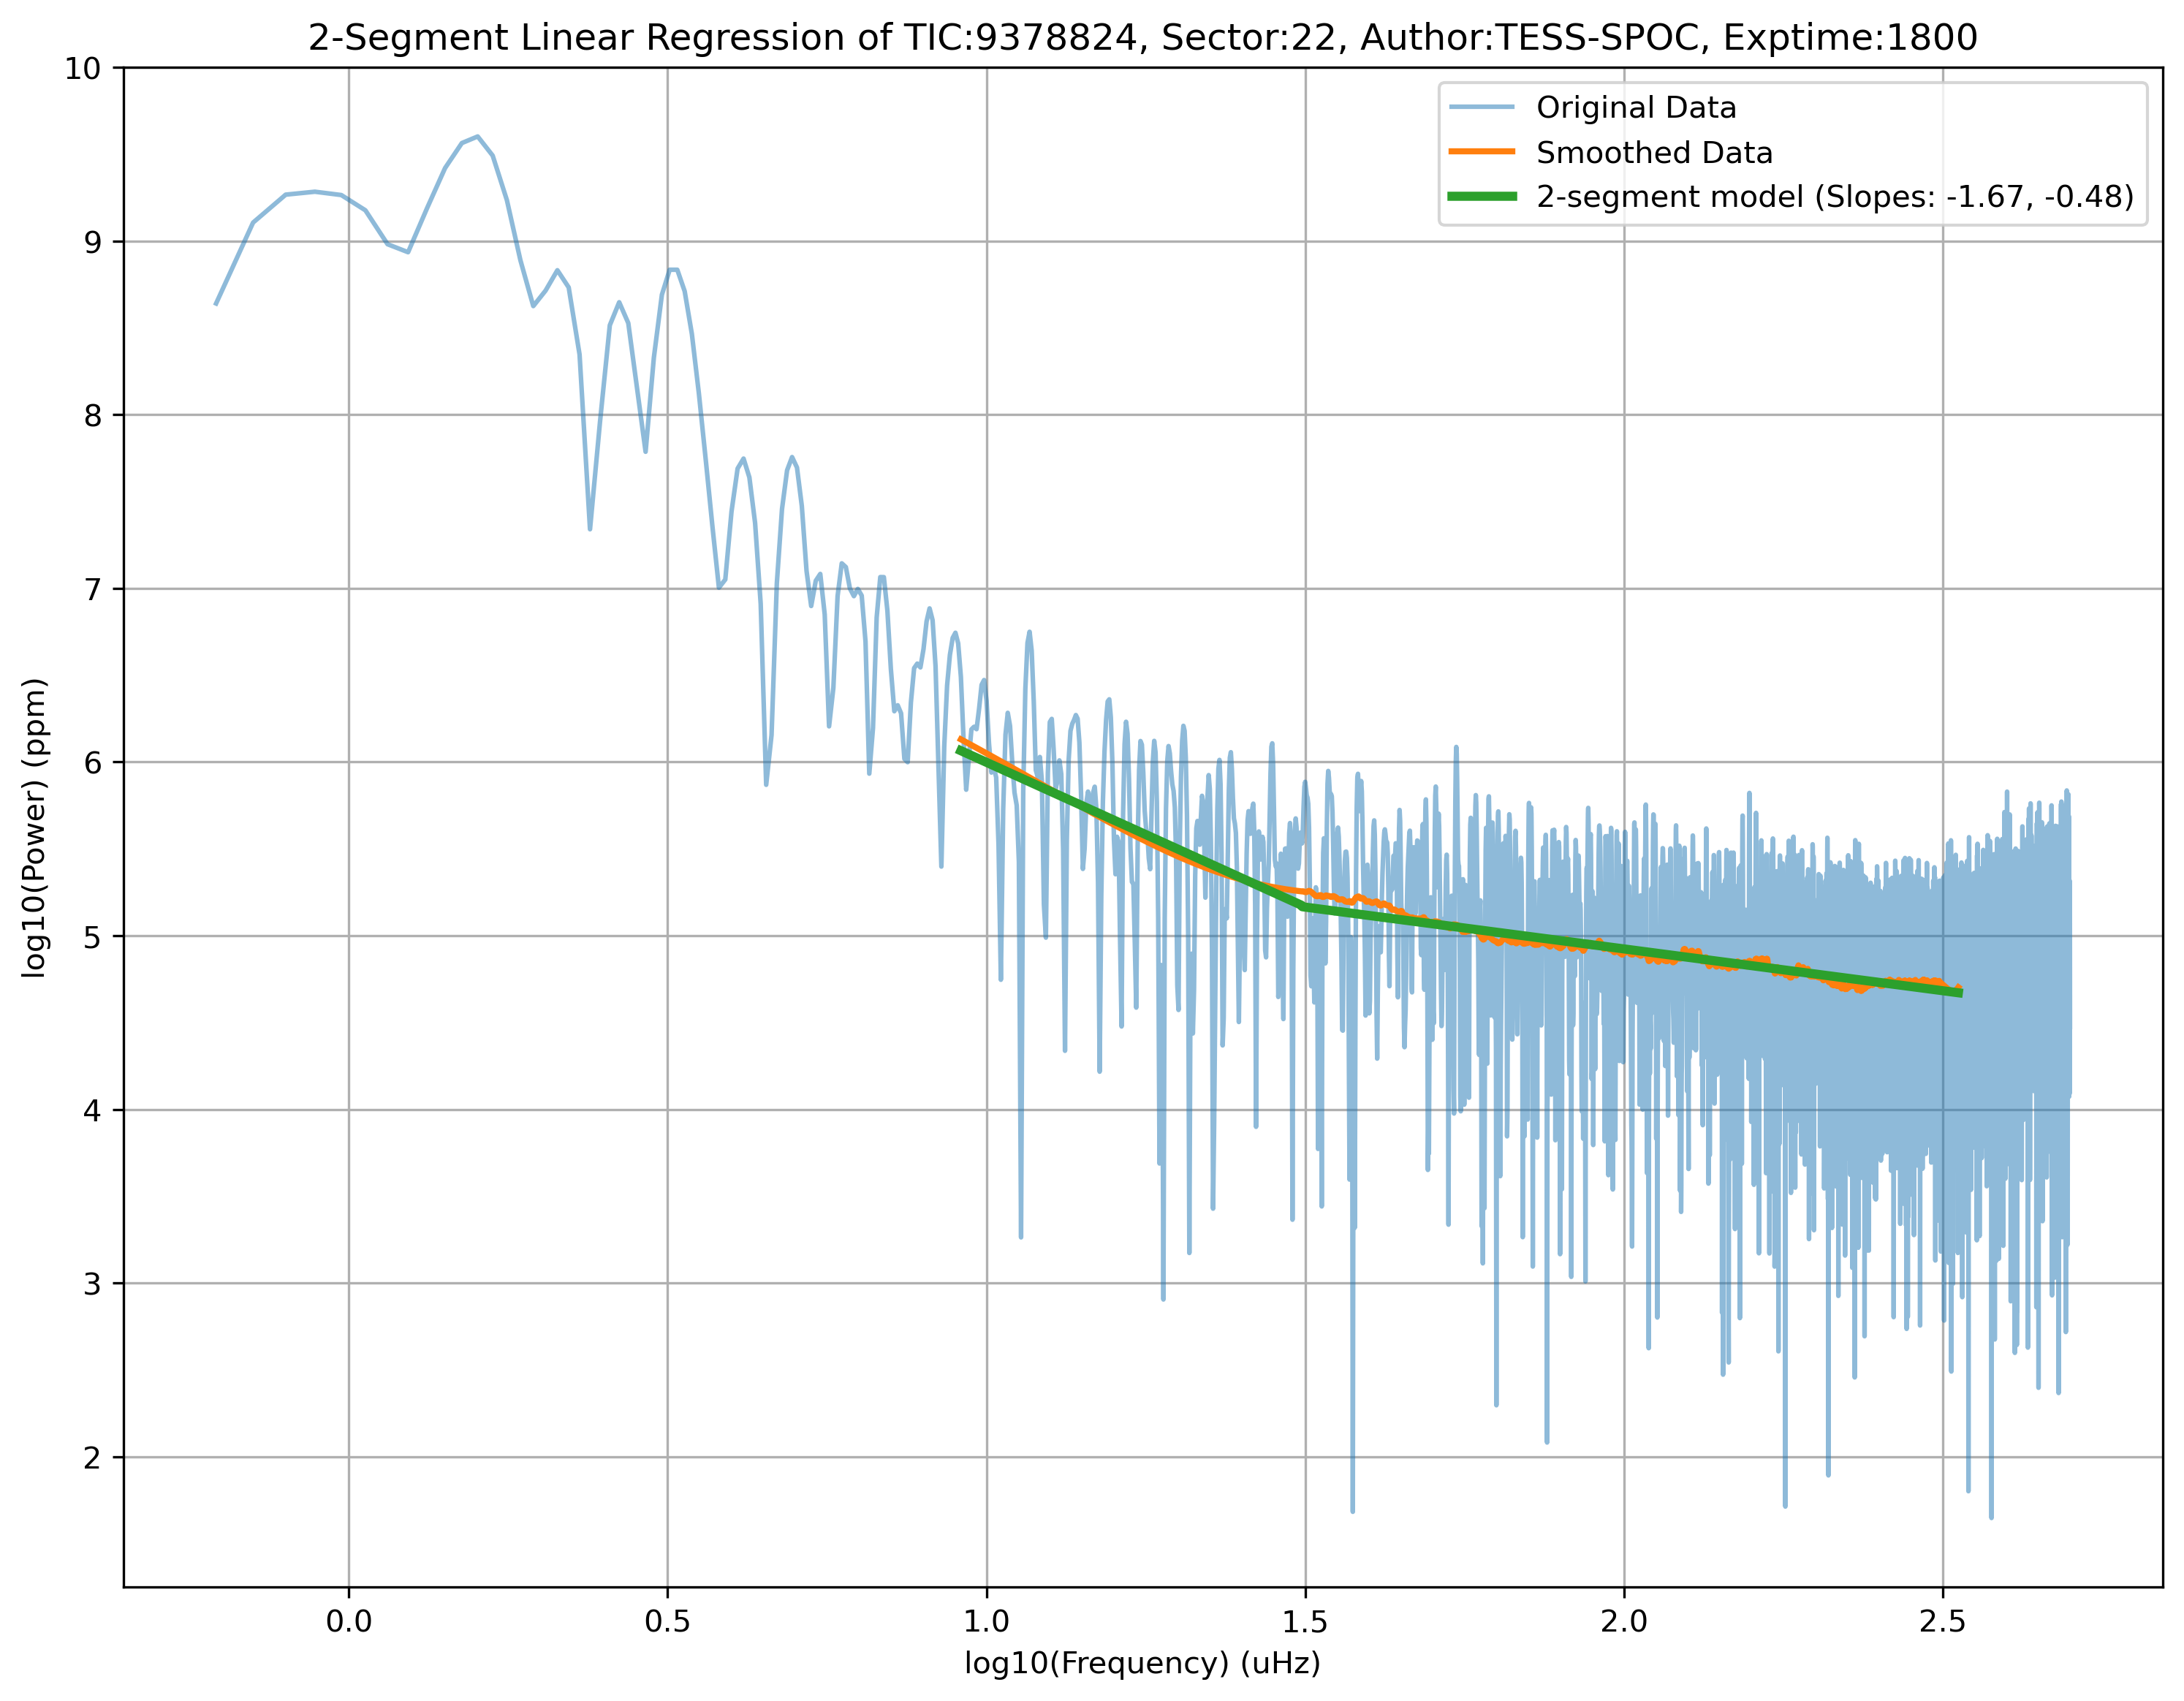 2-Segment Linear Regression of TIC:9378824, Sector:22, Author:TESS-SPOC, Exptime:1800
Original Data
Smoothed Data
2-segment model (Slopes: -1.67, -0.48)
log10(Power) (ppm)
10
9
8
7
6
5
4
3
2
0.0 0.5 1.0 1.5 2.0 2.5
log10(Frequency) (uHz)